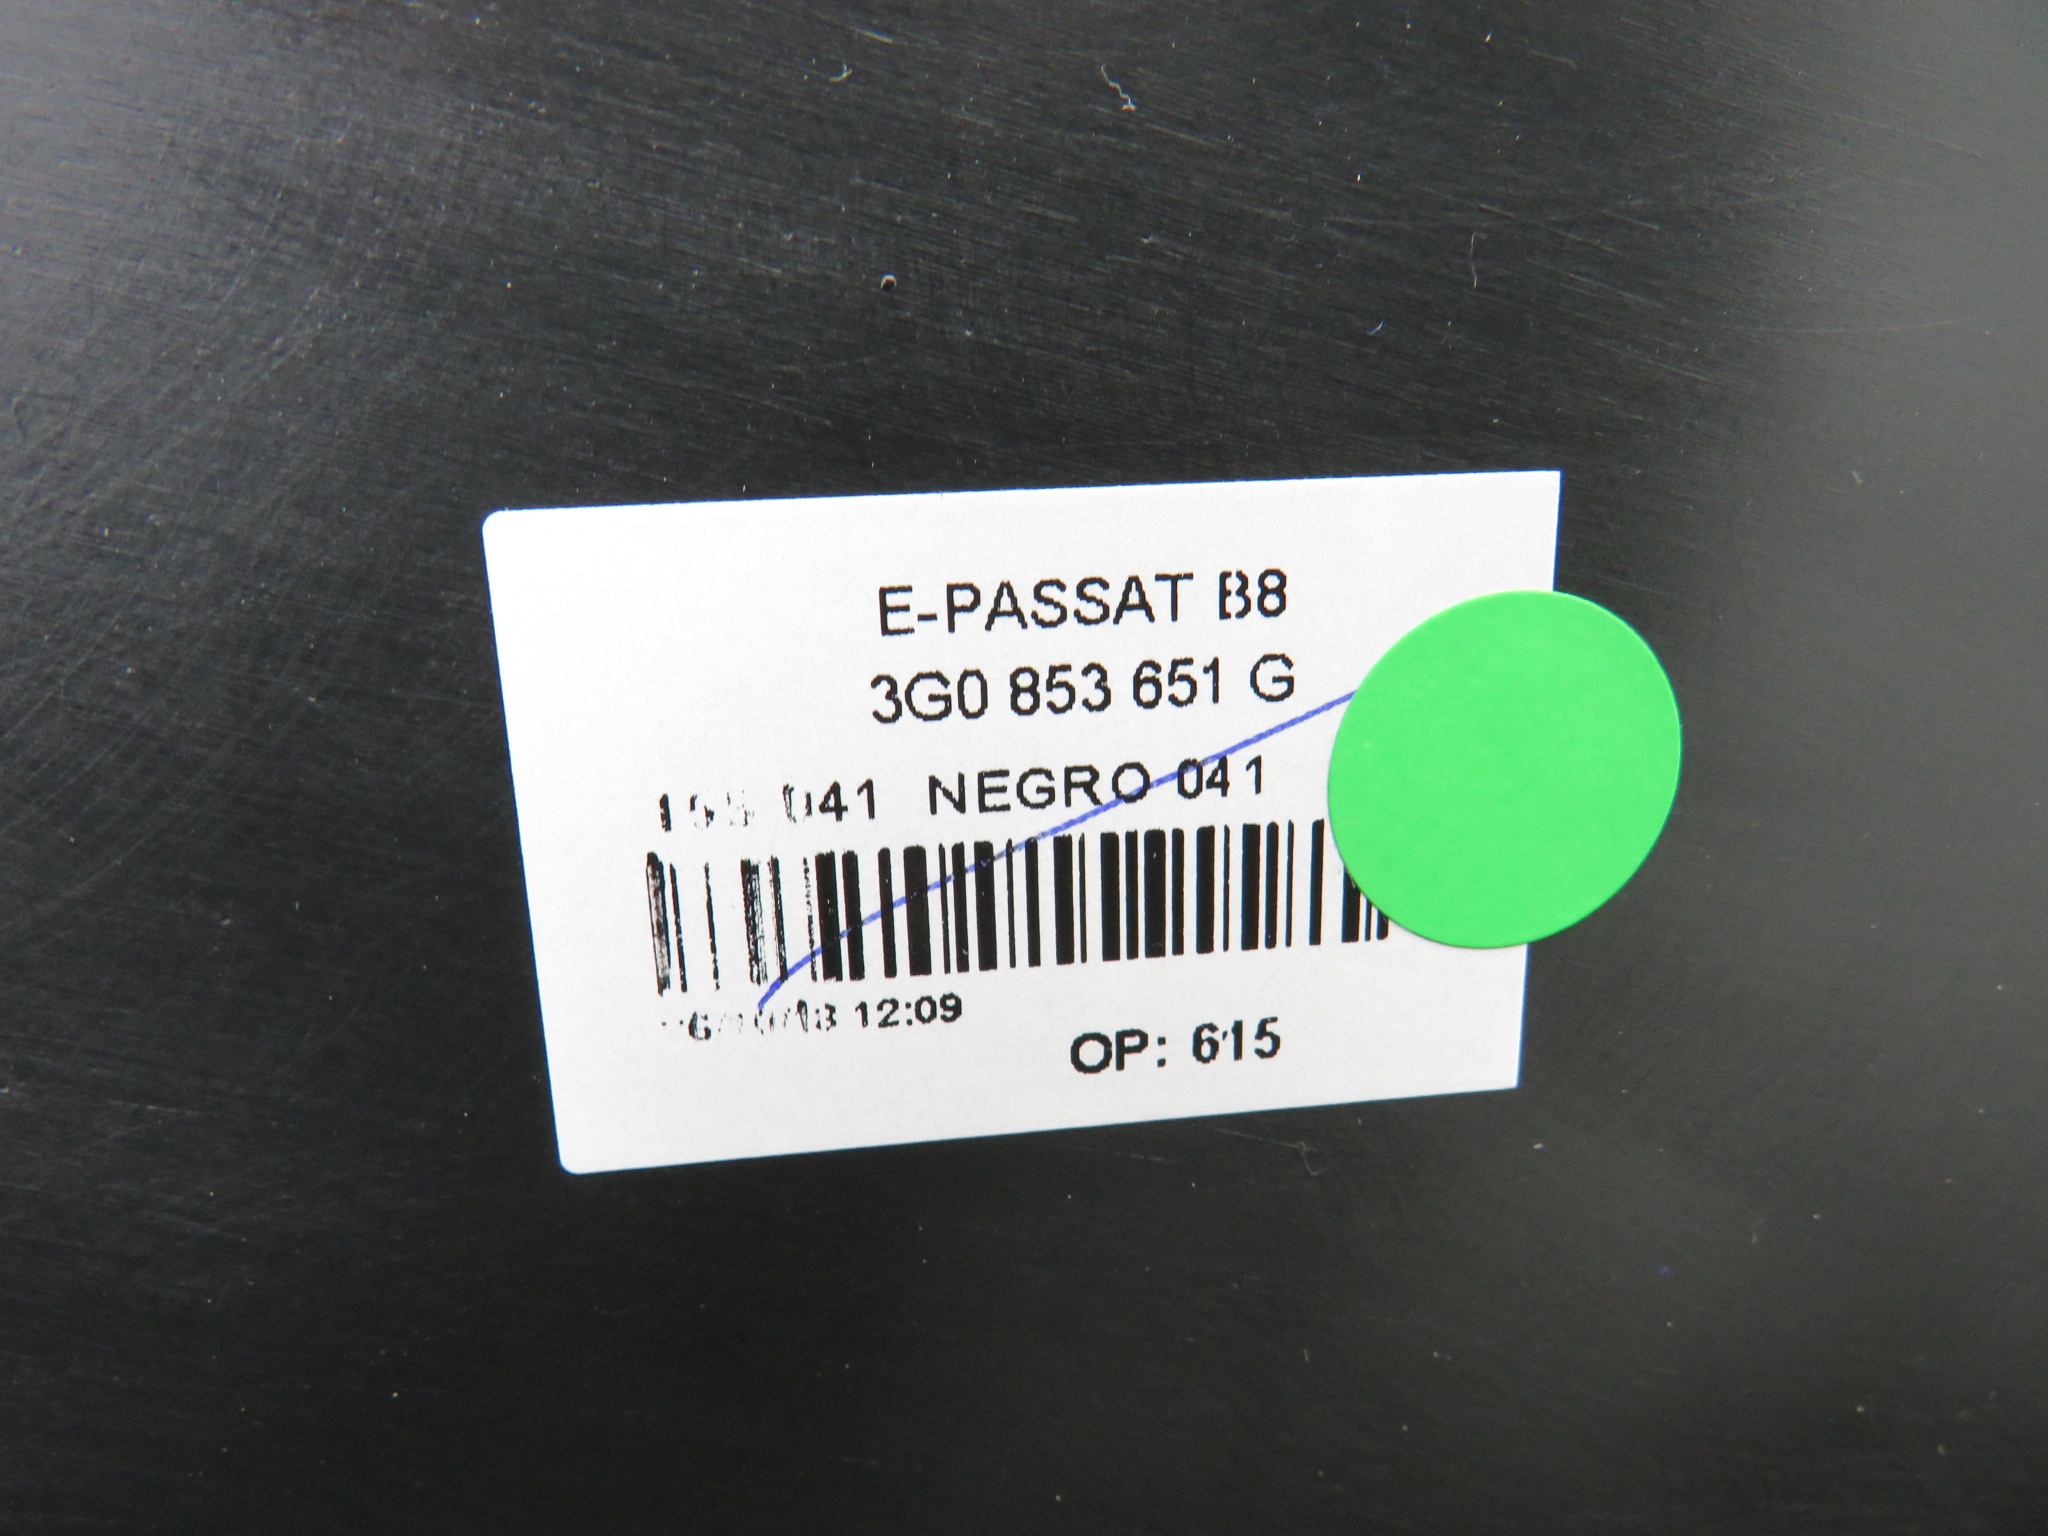 E-PASSAT B8
3G0 853 651 G
041 NEGRO 041
12:09
OP: 615